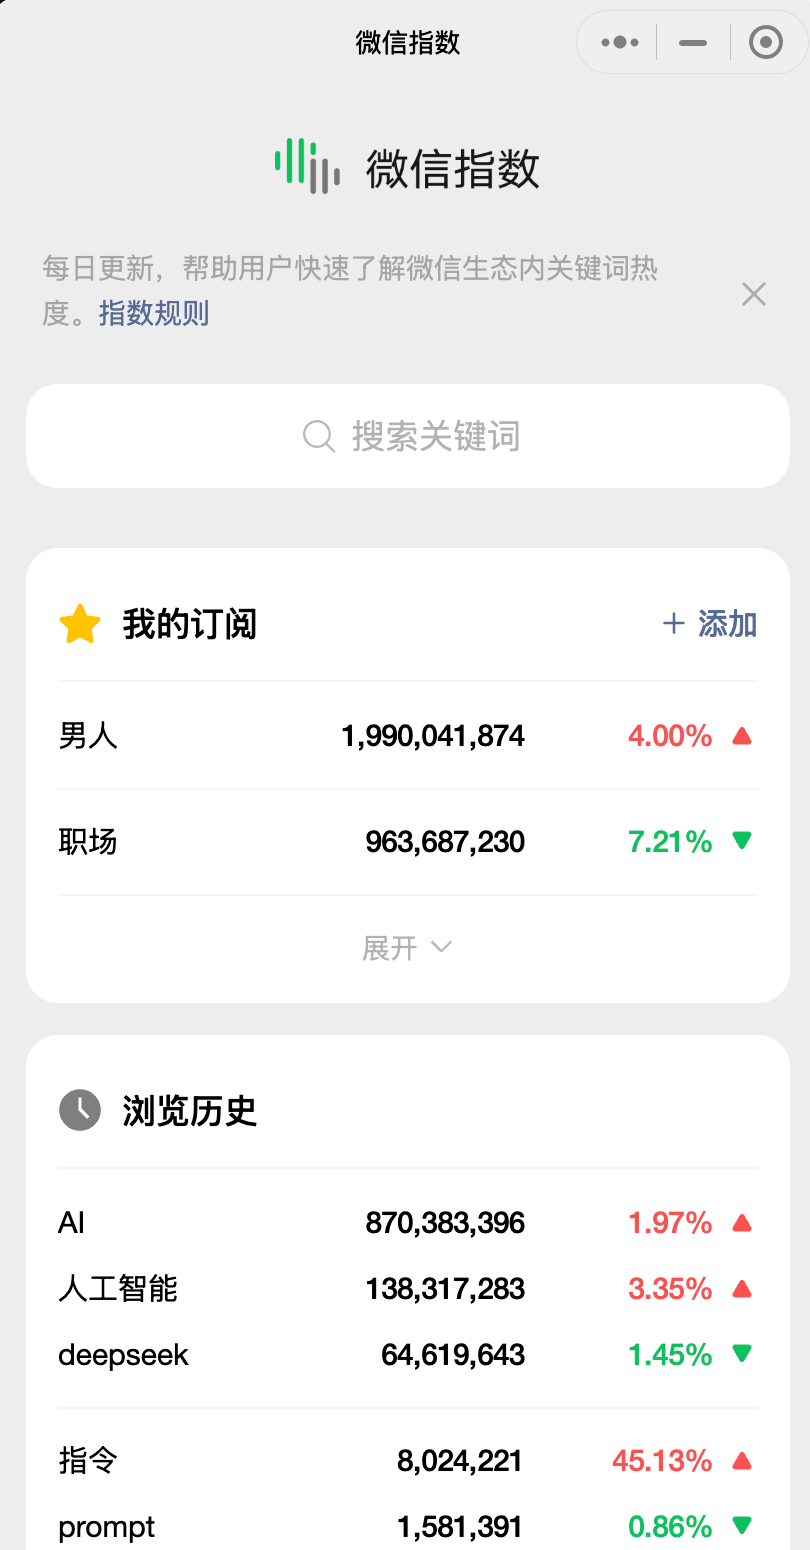 微信指数
微信指数
每日更新，帮助用户快速了解微信生态内关键词热
度。指数规则
搜索关键词
我的订阅 + 添加
男人 1,990,041,874 4.00% ▲
职场 963,687,230 7.21% ▼
展开
浏览历史
AI 870,383,396 1.97% ▲
人工智能 138,317,283 3.35% ▲
deepseek 64,619,643 1.45% ▼
指令 8,024,221 45.13% ▲
prompt 1,581,391 0.86% ▼